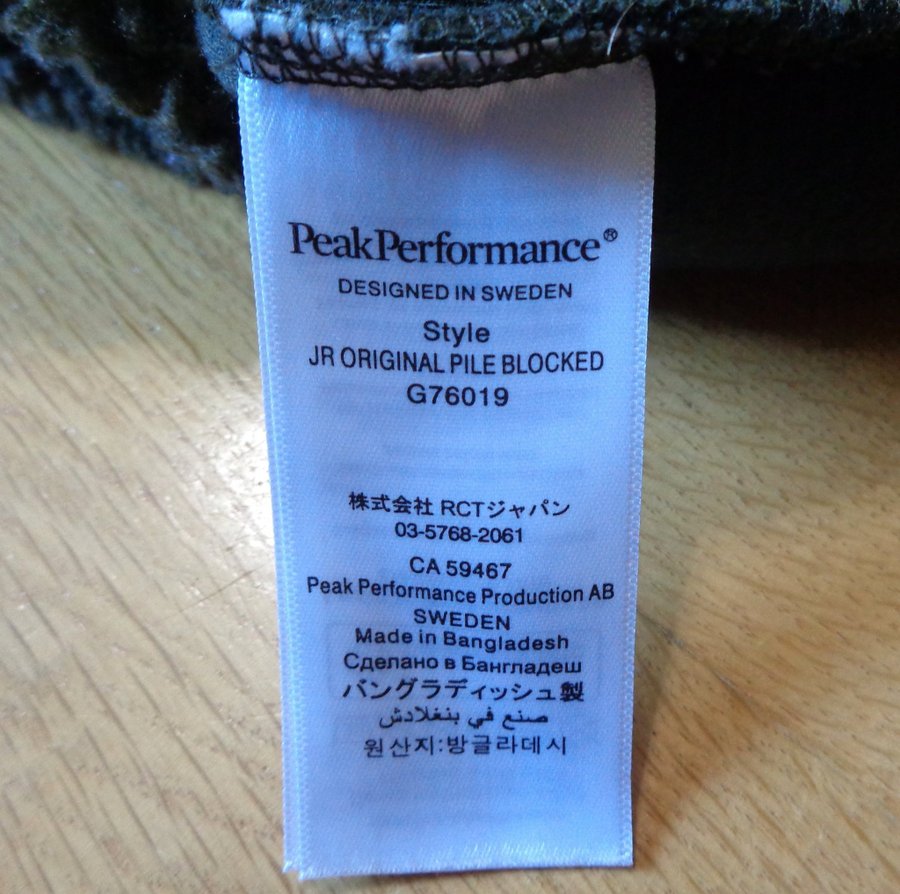 PeakPerformance®
DESIGNED IN SWEDEN
Style
JR ORIGINAL PILE BLOCKED
G76019
株式会社 RCTジャパン
03-5768-2061
CA 59467
Peak Performance Production AB
SWEDEN
Made in Bangladesh
Сделано в Бангладеш
バングラディッシュ製
صنع في بنغلادش
원산지:방글라데시